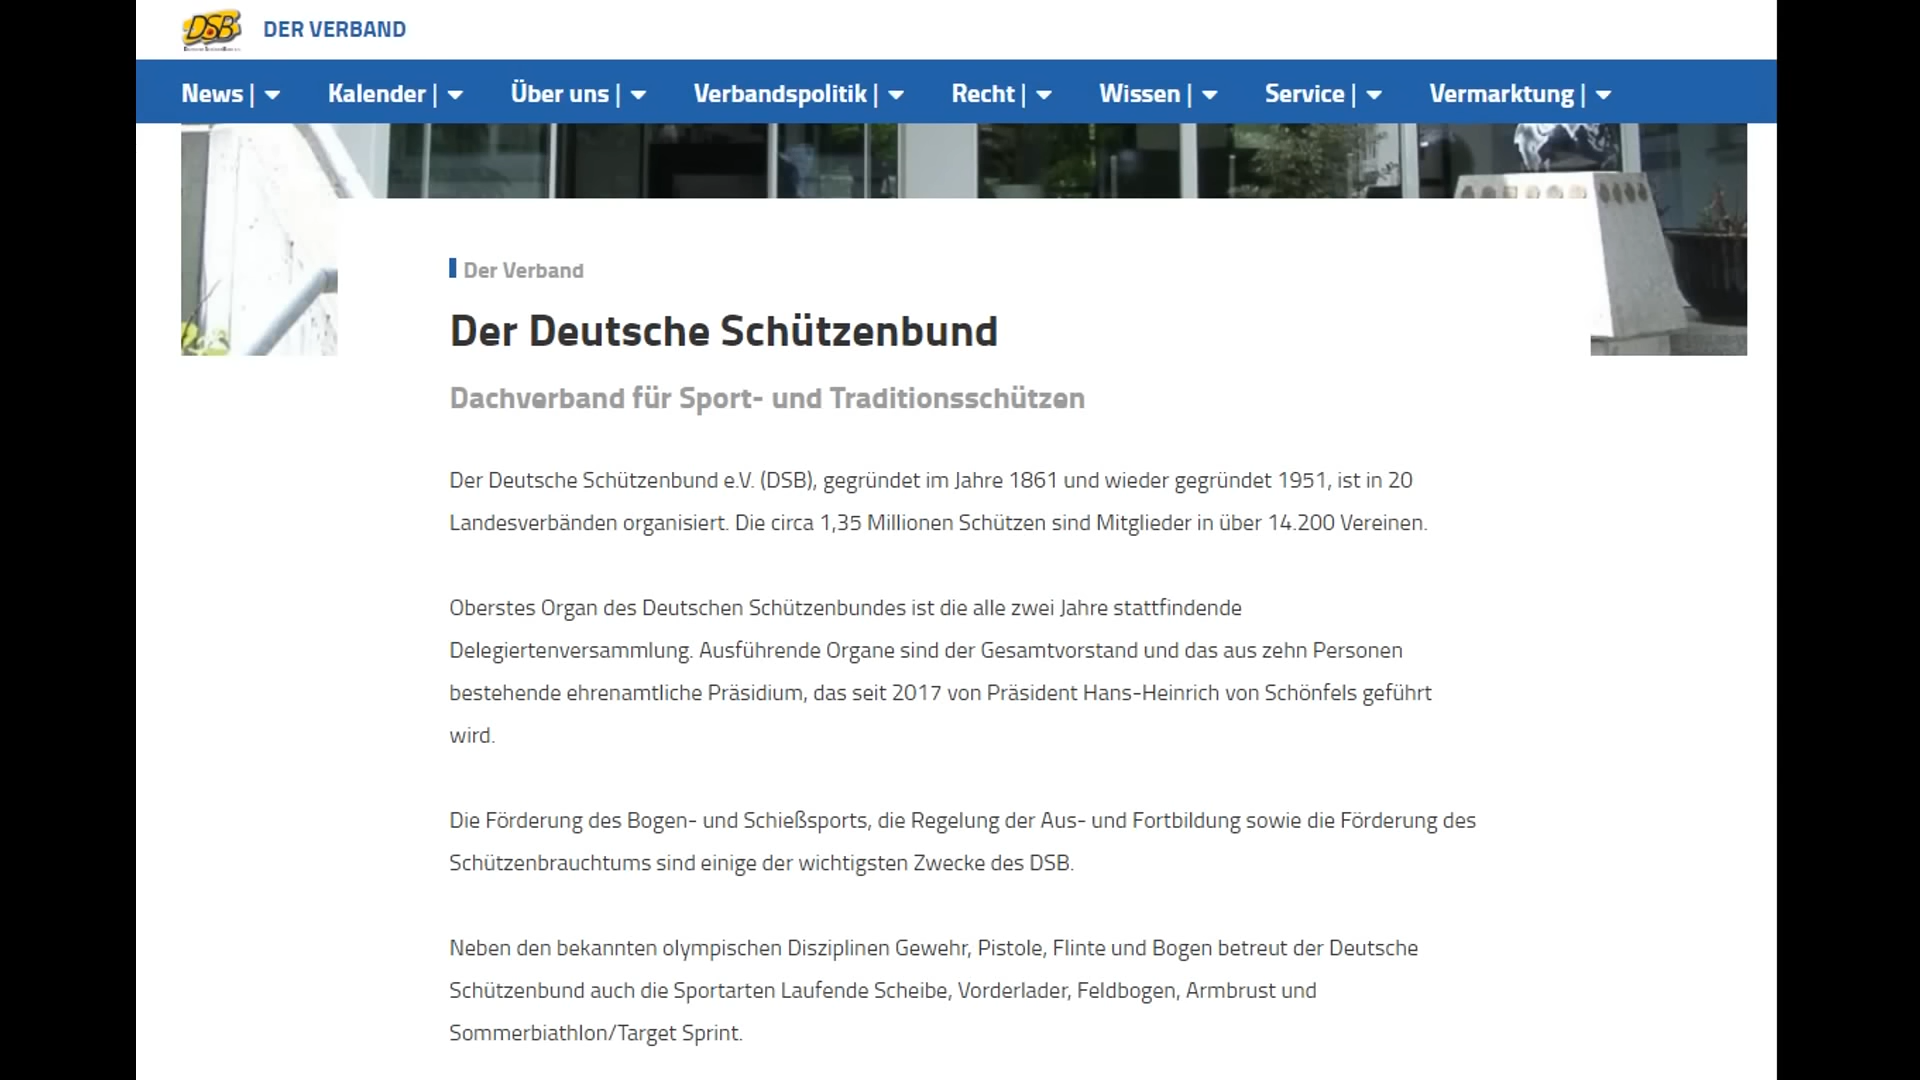 DSB
DER VERBAND
News | Kalender | Über uns | Verbandspolitik | Recht | Wissen | Service | Vermarktung |
Der Verband
Der Deutsche Schützenbund
Dachverband für Sport- und Traditionsschützen
Der Deutsche Schützenbund e.V. (DSB), gegründet im Jahre 1861 und wieder gegründet 1951, ist in 20
Landesverbänden organisiert. Die circa 1,35 Millionen Schützen sind Mitglieder in über 14.200 Vereinen.
Oberstes Organ des Deutschen Schützenbundes ist die alle zwei Jahre stattfindende
Delegiertenversammlung. Ausführende Organe sind der Gesamtvorstand und das aus zehn Personen
bestehende ehrenamtliche Präsidium, das seit 2017 von Präsident Hans-Heinrich von Schönfels geführt
wird.
Die Förderung des Bogen- und Schießsports, die Regelung der Aus- und Fortbildung sowie die Förderung des
Schützenbrauchtums sind einige der wichtigsten Zwecke des DSB.
Neben den bekannten olympischen Disziplinen Gewehr, Pistole, Flinte und Bogen betreut der Deutsche
Schützenbund auch die Sportarten Laufende Scheibe, Vorderlader, Feldbogen, Armbrust und
Sommerbiathlon/Target Sprint.